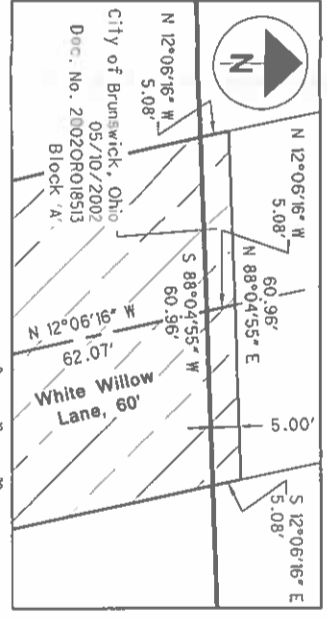 N
N 12°06'16" W
5.08'
N 12°06'16" W
5.08'
60.96'
N 88°04'55" E
S 88°04'55" W
60.96'
5.00'
S 12°06'16" E
5.08'
City of Brunswick, Ohio
05/10/2002
Doc. No. 2002OR018513
Block 'A'
N 12°06'16" W
62.07'
White Willow
Lane, 60'